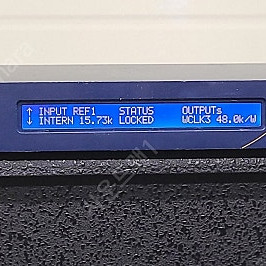 ↑ INPUT REF1 STATUS OUTPUTs
↓ INTERN 15.73k LOCKED WCLK3 48.0k/W